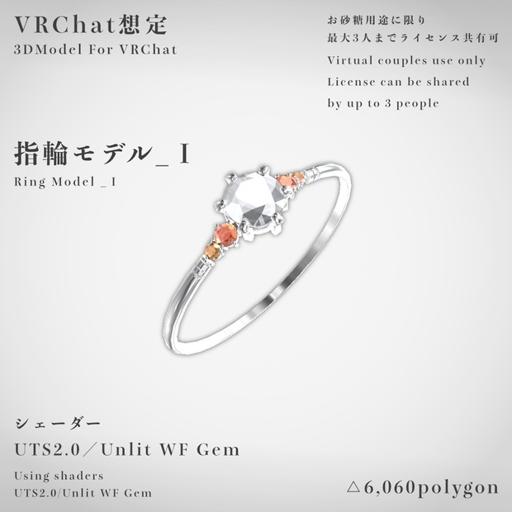 VRChat想定
3DModel For VRChat
お砂糖用途に限り
最大3人までライセンス共有可
Virtual couples use only
License can be shared
by up to 3 people
指輪モデル_Ⅰ
Ring Model _Ⅰ
シェーダー
UTS2.0／Unlit WF Gem
Using shaders
UTS2.0/Unlit WF Gem
△6,060polygon